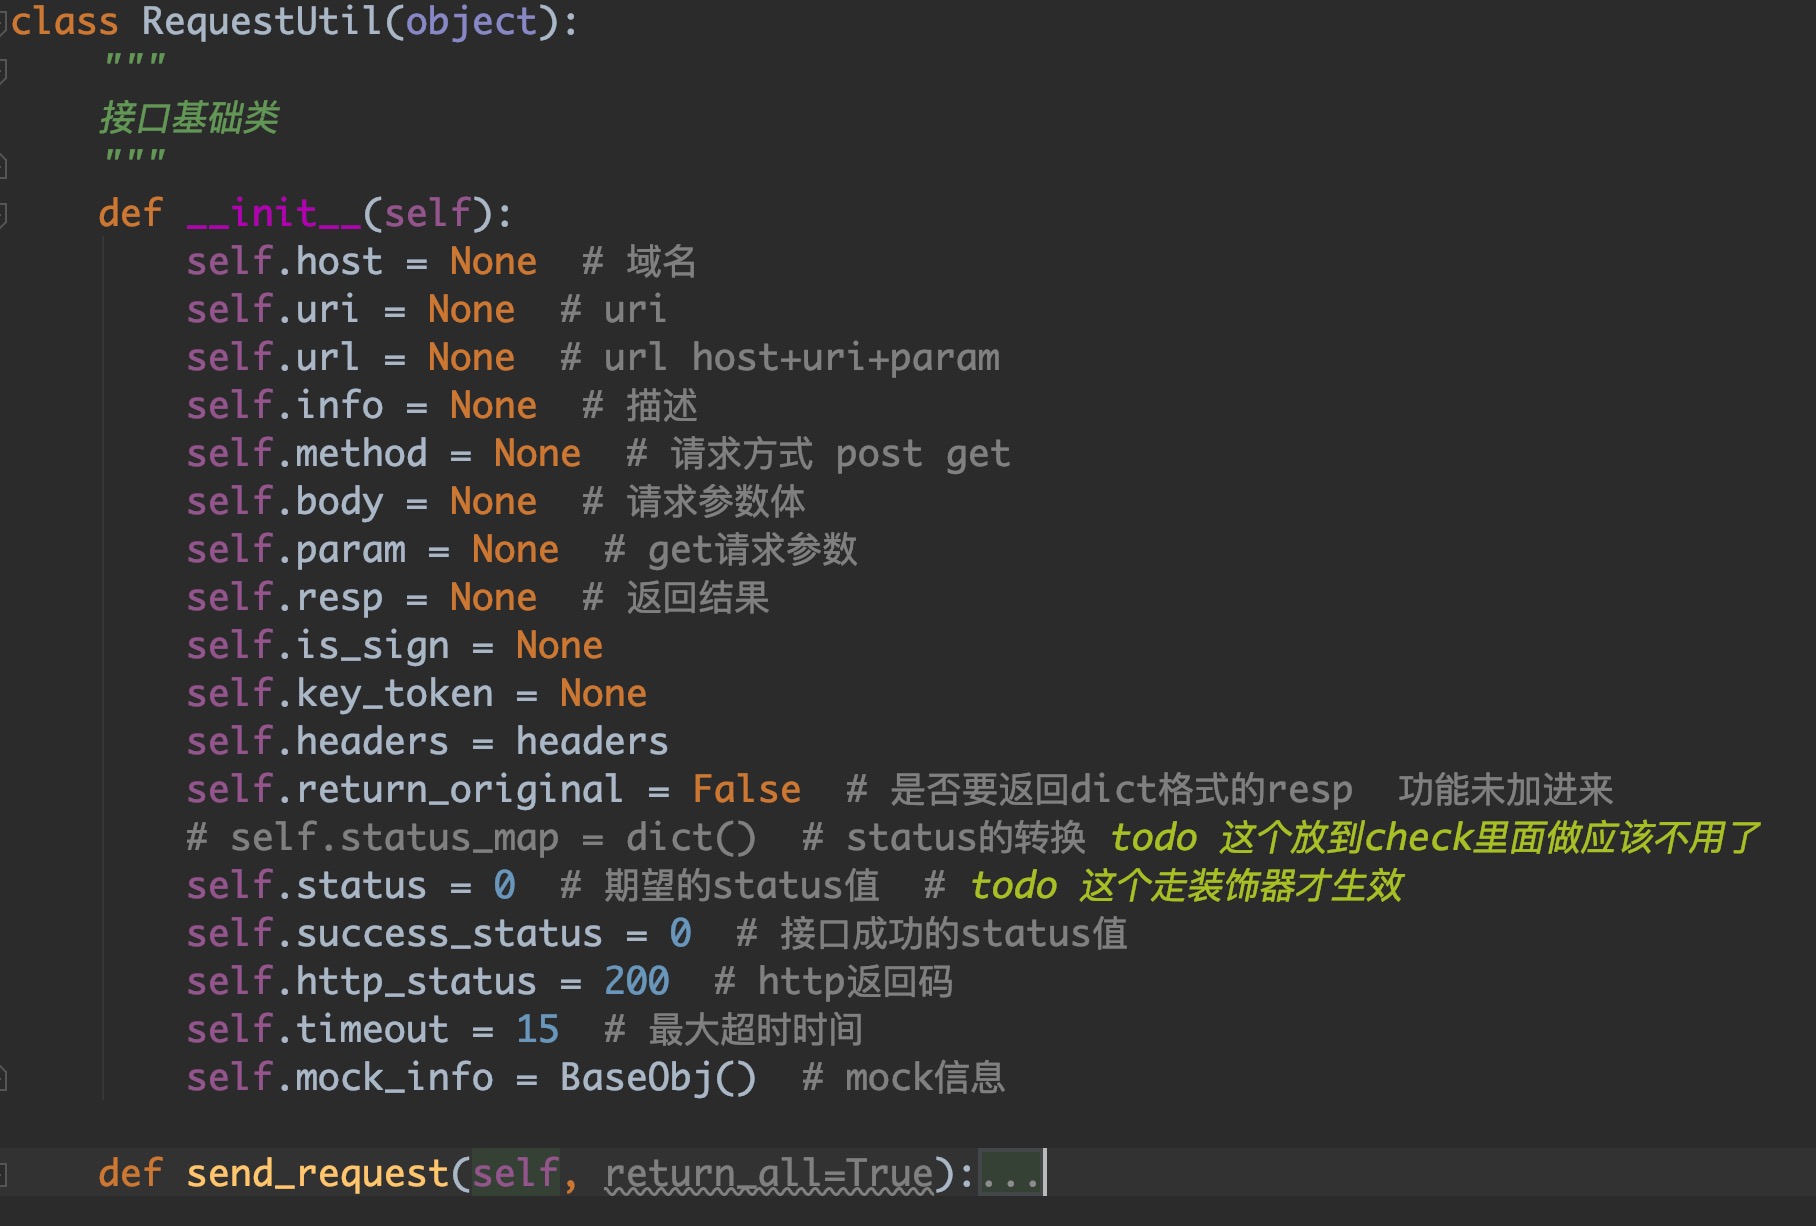 class RequestUtil(object):
    """
    接口基础类
    """
    def __init__(self):
        self.host = None  # 域名
        self.uri = None  # uri
        self.url = None  # url host+uri+param
        self.info = None  # 描述
        self.method = None  # 请求方式 post get
        self.body = None  # 请求参数体
        self.param = None  # get请求参数
        self.resp = None  # 返回结果
        self.is_sign = None
        self.key_token = None
        self.headers = headers
        self.return_original = False  # 是否要返回dict格式的resp  功能未加进来
        # self.status_map = dict()  # status的转换 todo 这个放到check里面做应该不用了
        self.status = 0  # 期望的status值  # todo 这个走装饰器才生效
        self.success_status = 0  # 接口成功的status值
        self.http_status = 200  # http返回码
        self.timeout = 15  # 最大超时时间
        self.mock_info = BaseObj()  # mock信息
    def send_request(self, return_all=True):...